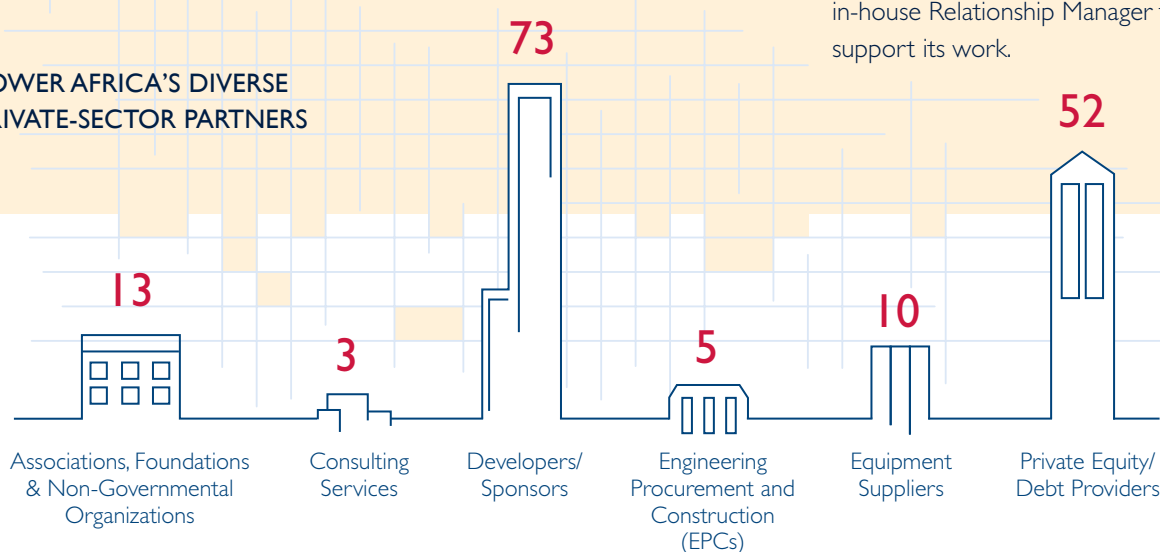 in-house Relationship Manager
support its work.
OWER AFRICA'S DIVERSE
RIVATE-SECTOR PARTNERS
13
3
73
5
10
52
Associations, Foundations
& Non-Governmental
Organizations
Consulting
Services
Developers/
Sponsors
Engineering
Procurement and
Construction
(EPCs)
Equipment
Suppliers
Private Equity/
Debt Providers